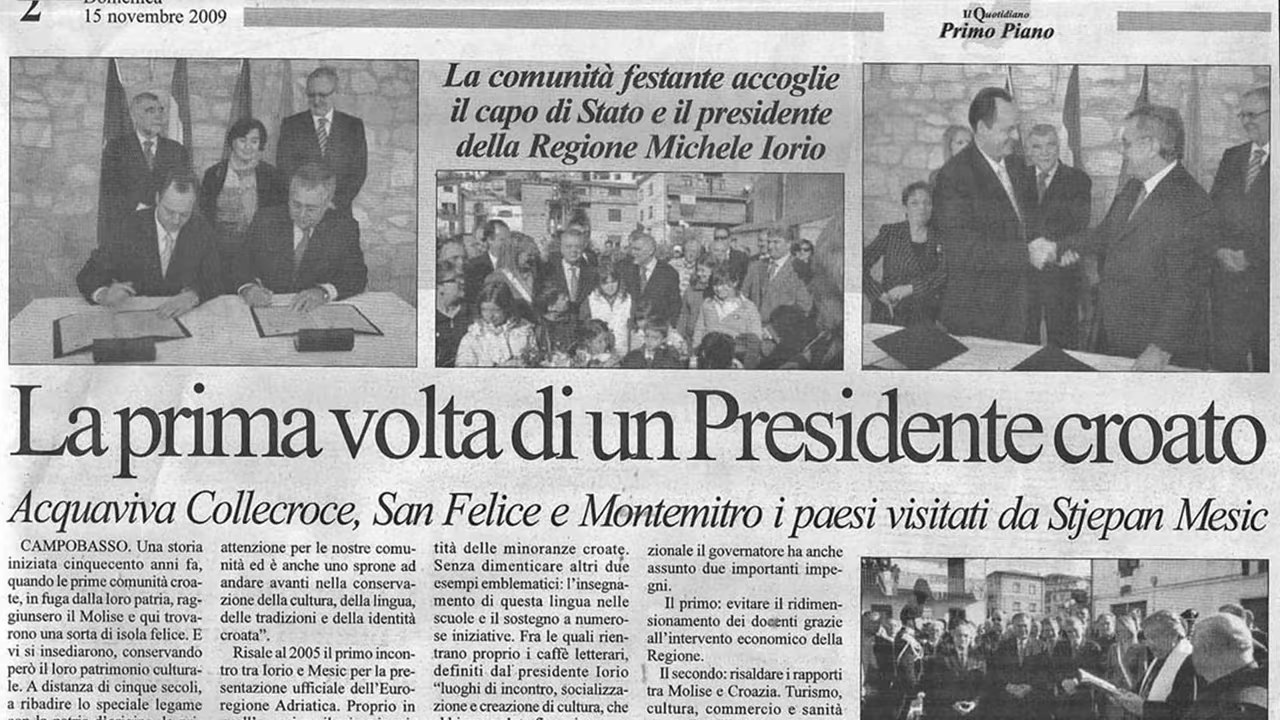 2
Domenica
15 novembre 2009
Il Quotidiano
Primo Piano
La comunità festante accoglie
il capo di Stato e il presidente
della Regione Michele Iorio
La prima volta di un Presidente croato
Acquaviva Collecroce, San Felice e Montemitro i paesi visitati da Stjepan Mesic
CAMPOBASSO. Una storia
iniziata cinquecento anni fa,
quando le prime comunità croa-
te, in fuga dalla loro patria, rag-
giunsero il Molise e qui trova-
rono una sorta di isola felice. E
vi si insediarono, conservando
però il loro patrimonio cultura-
le. A distanza di cinque secoli,
a ribadire lo speciale legame
attenzione per le nostre comu-
nità ed è anche uno sprone ad
andare avanti nella conserva-
zione della cultura, della lingua,
delle tradizioni e della identità
croata”.
Risale al 2005 il primo incon-
tro tra Iorio e Mesic per la pre-
sentazione ufficiale dell'Euro-
regione Adriatica. Proprio in
tità delle minoranze croate.
Senza dimenticare altri due
esempi emblematici: l'insegna-
mento di questa lingua nelle
scuole e il sostegno a numero-
se iniziative. Fra le quali rien-
trano proprio i caffè letterari,
definiti dal presidente Iorio
“luoghi di incontro, socializza-
zione e creazione di cultura, che
zionale il governatore ha anche
assunto due importanti impe-
gni.
Il primo: evitare il ridimen-
sionamento dei docenti grazie
all'intervento economico della
Regione.
Il secondo: risaldare i rapporti
tra Molise e Croazia. Turismo,
cultura, commercio e sanità